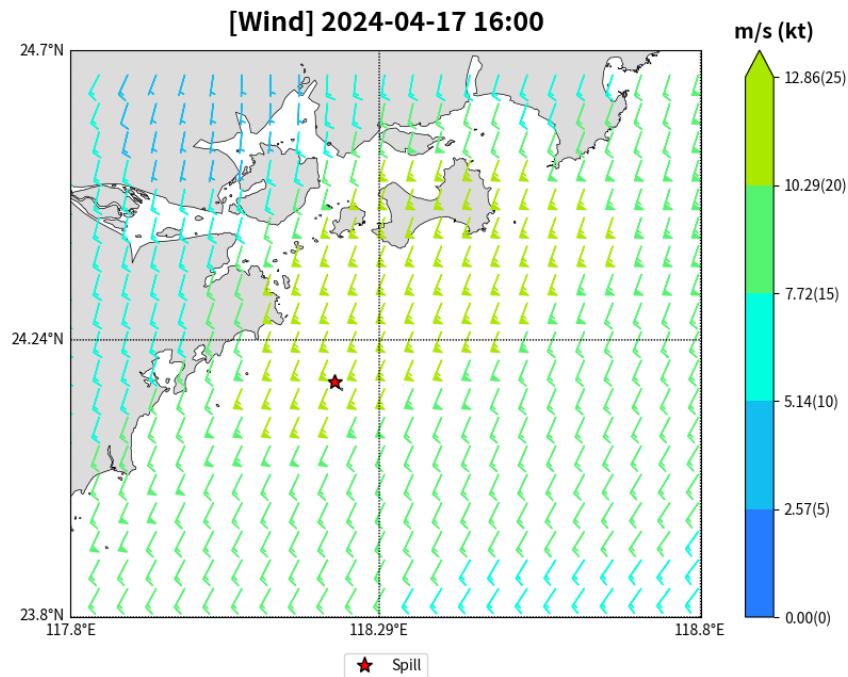 [Wind] 2024-04-17 16:00
m/s (kt)
24.7°N
24.24°N
23.8°N
117.8°E
118.29°E
118.8°E
12.86(25)
10.29(20)
7.72(15)
5.14(10)
2.57(5)
0.00(0)
Spill